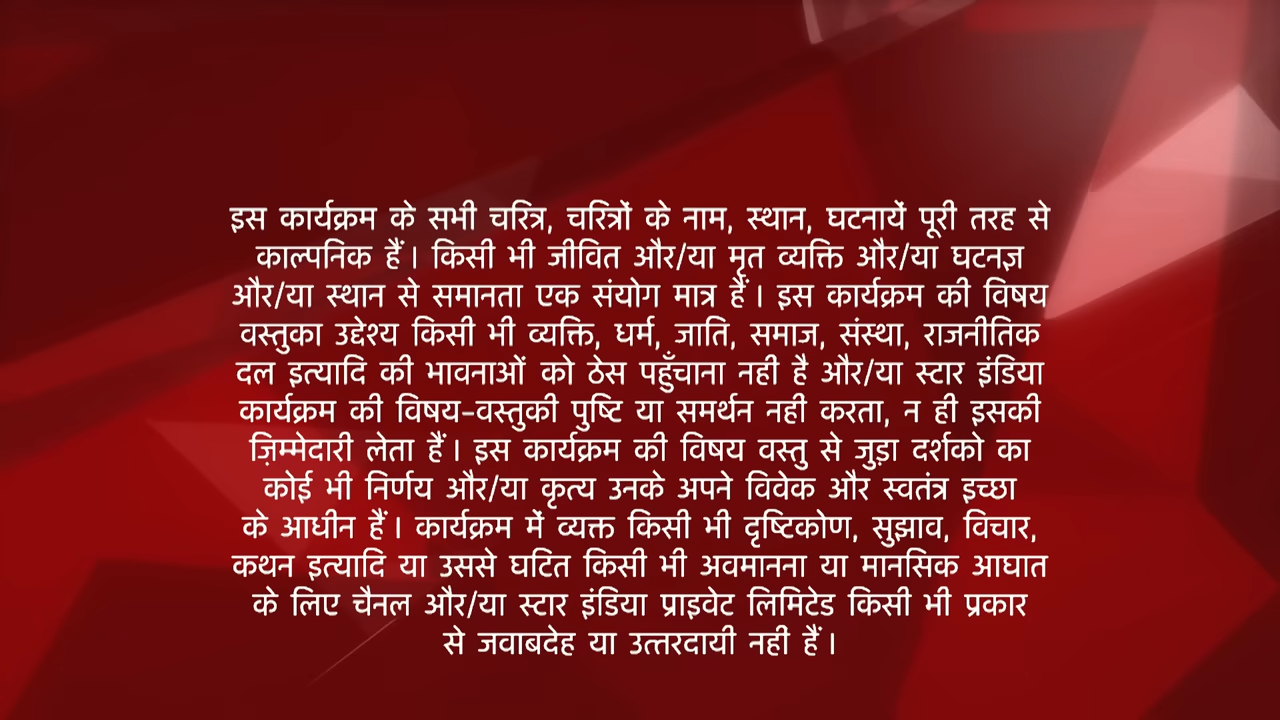 इस कार्यक्रम के सभी चरित्र, चरित्रों के नाम, स्थान, घटनायें पूरी तरह से
काल्पनिक हैं। किसी भी जीवित और/या मृत व्यक्ति और/या घटनज्ञ
और/या स्थान से समानता एक संयोग मात्र हैं। इस कार्यक्रम की विषय
वस्तुका उद्देश्य किसी भी व्यक्ति, धर्म, जाति, समाज, संस्था, राजनीतिक
दल इत्यादि की भावनाओं को ठेस पहुँचाना नही है और/या स्टार इंडिया
कार्यक्रम की विषय-वस्तुकी पुष्टि या समर्थन नही करता, न ही इसकी
ज़िम्मेदारी लेता हैं। इस कार्यक्रम की विषय वस्तु से जुड़ा दर्शको का
कोई भी निर्णय और/या कृत्य उनके अपने विवेक और स्वतंत्र इच्छा
के आधीन हैं। कार्यक्रम में व्यक्त किसी भी दृष्टिकोण, सुझाव, विचार,
कथन इत्यादि या उससे घटित किसी भी अवमानना या मानसिक आघात
के लिए चैनल और/या स्टार इंडिया प्राइवेट लिमिटेड किसी भी प्रकार
से जवाबदेह या उत्तरदायी नही हैं।